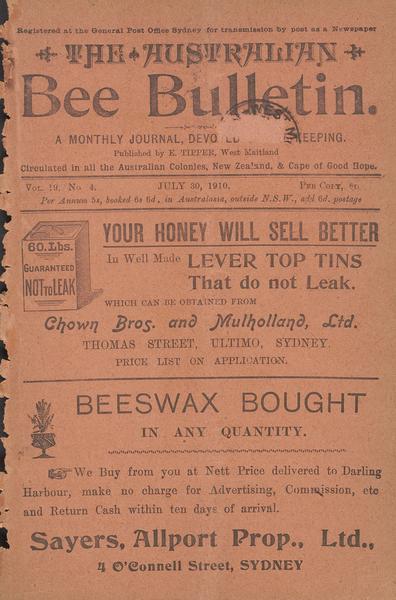 Registered at the General Post Office Sydney for transmission by post as a Newspaper
THE AUSTRALIAN
Bee Bulletin.
A MONTHLY JOURNAL, DEVO ED KEEPING.
Published by E. TIPPER, West Maitland
Circulated in all the Australian Colonies, New Zealand, & Cape of Good Hope.
VOL. 19. No. 4. JULY 30, 1910. PER COPY,
Per Annum 5s, booked 6s 6d, in Australasia, outside N.S.W., add 6d. postage
60. Lbs.
GUARANTEED
NOT TO LEAK
YOUR HONEY WILL SELL BETTER
In Well Made LEVER TOP TINS
That do not Leak.
WHICH CAN BE OBTAINED FROM
Chown Bros. and Mulholland, Ltd.
THOMAS STREET, ULTIMO, SYDNEY.
PRICE LIST ON APPLICATION.
BEESWAX BOUGHT
IN ANY QUANTITY.
We Buy from you at Nett Price delivered to Darling
Harbour, make no charge for Advertising, Commission, etc
and Return Cash within ten days of arrival.
Sayers, Allport Prop., Ltd.,
4 O'Connell Street, SYDNEY